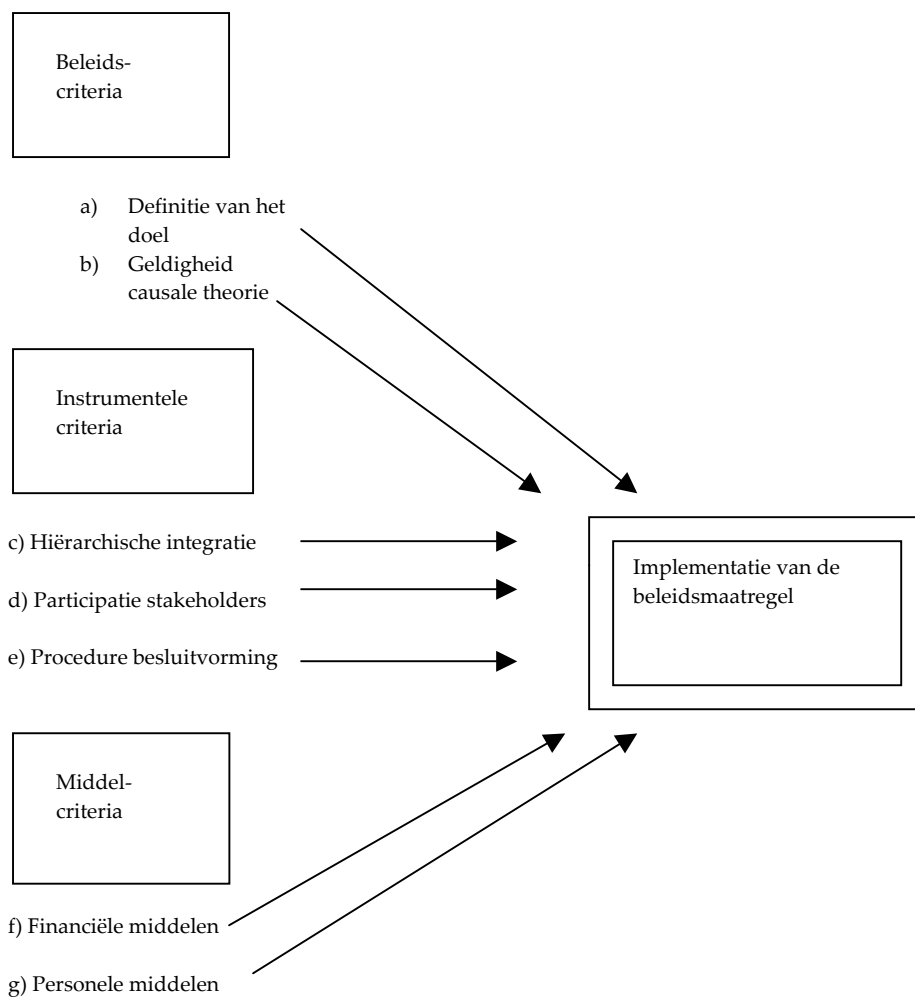 Beleids-
criteria
a) Definitie van het
doel
b) Geldigheid
causale theorie
Instrumentele
criteria
c) Hiërarchische integratie
d) Participatie stakeholders
e) Procedure besluitvorming
Implementatie van de
beleidsmaatregel
Middel-
criteria
f) Financiële middelen
g) Personele middelen